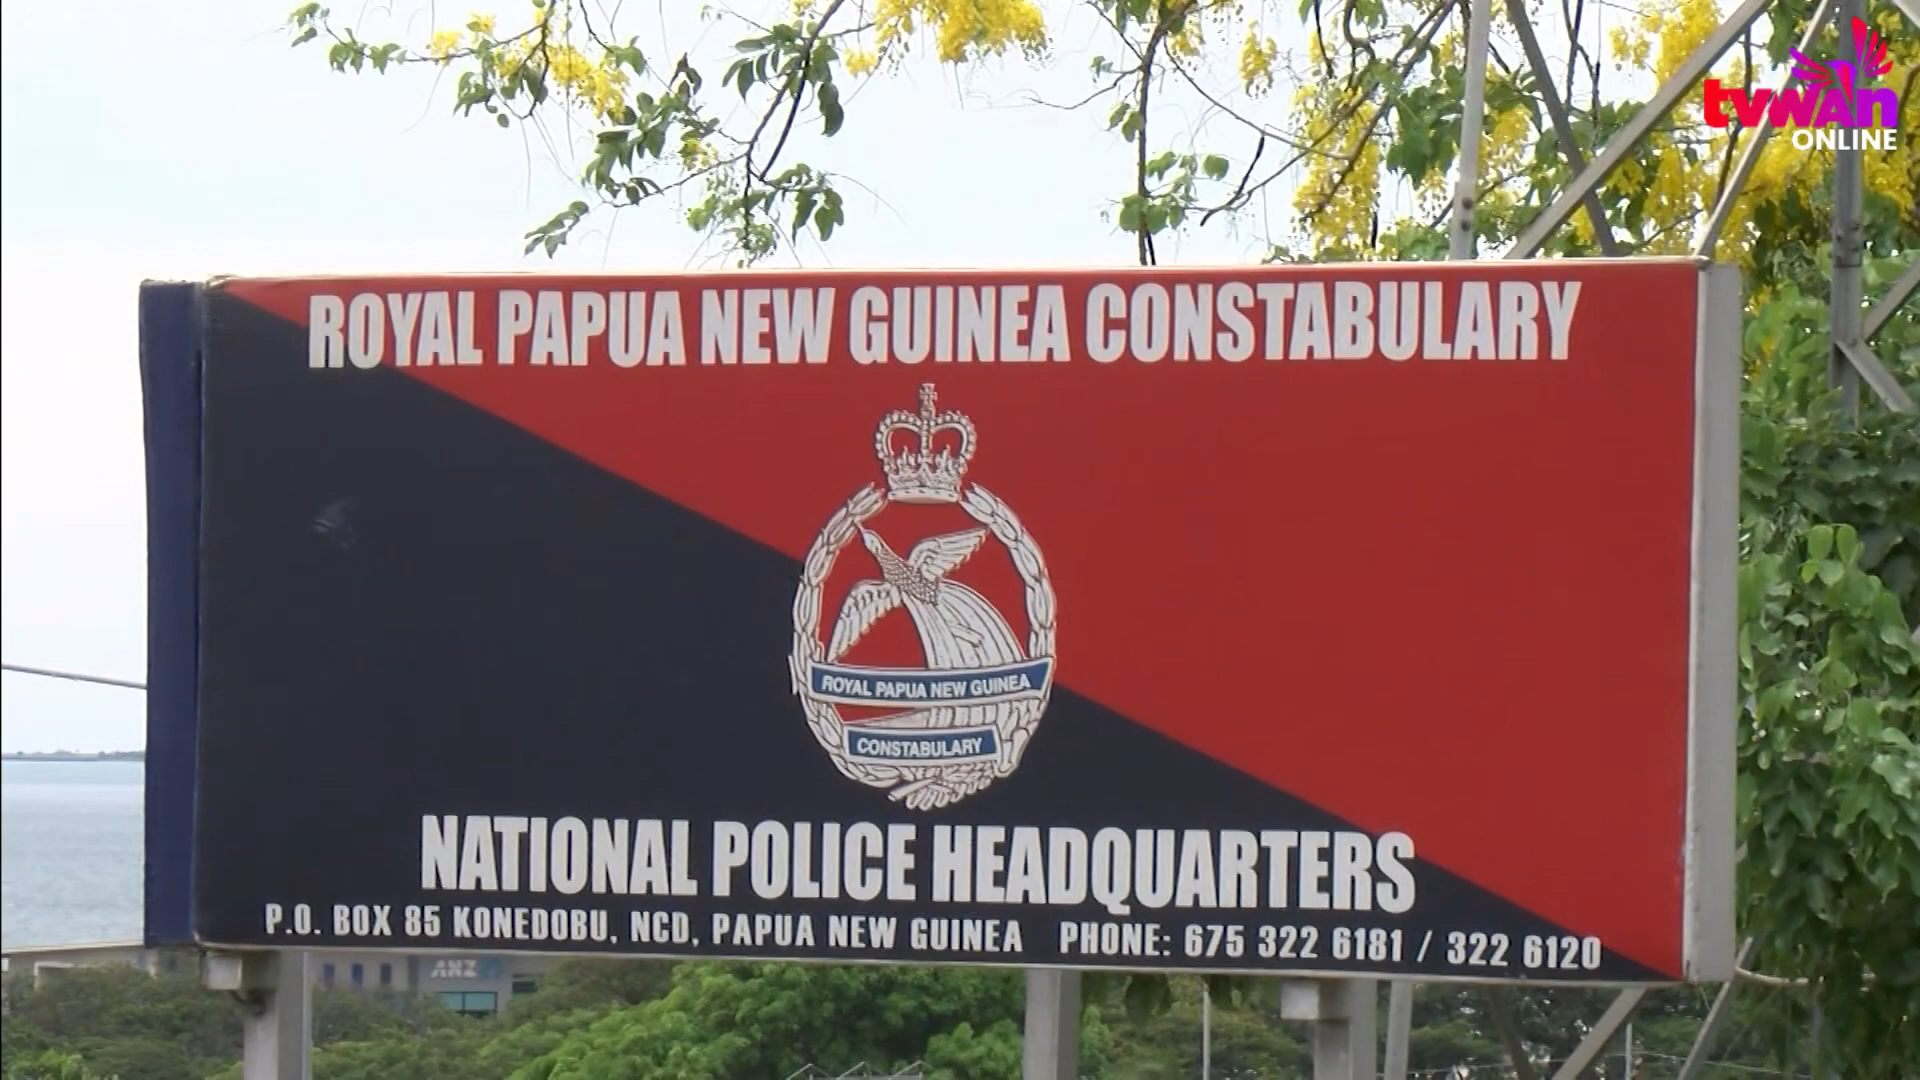 tvwan
ONLINE
ROYAL PAPUA NEW GUINEA CONSTABULARY
ROYAL PAPUA NEW GUINEA
CONSTABULARY
NATIONAL POLICE HEADQUARTERS
P.O. BOX 85 KONEDOBU, NCD, PAPUA NEW GUINEA PHONE: 675 322 6181 / 322 6120
ANZ